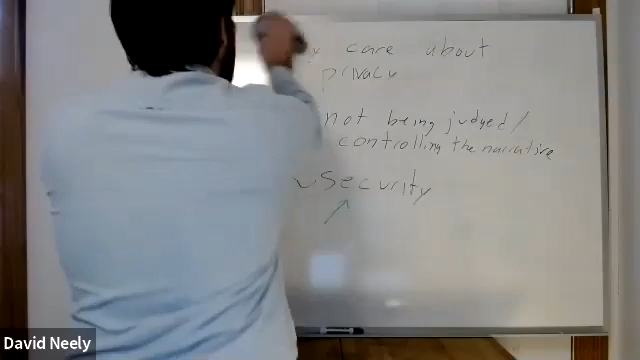 care about
privacy
not being judged/
controlling the narrative
security
David Neely